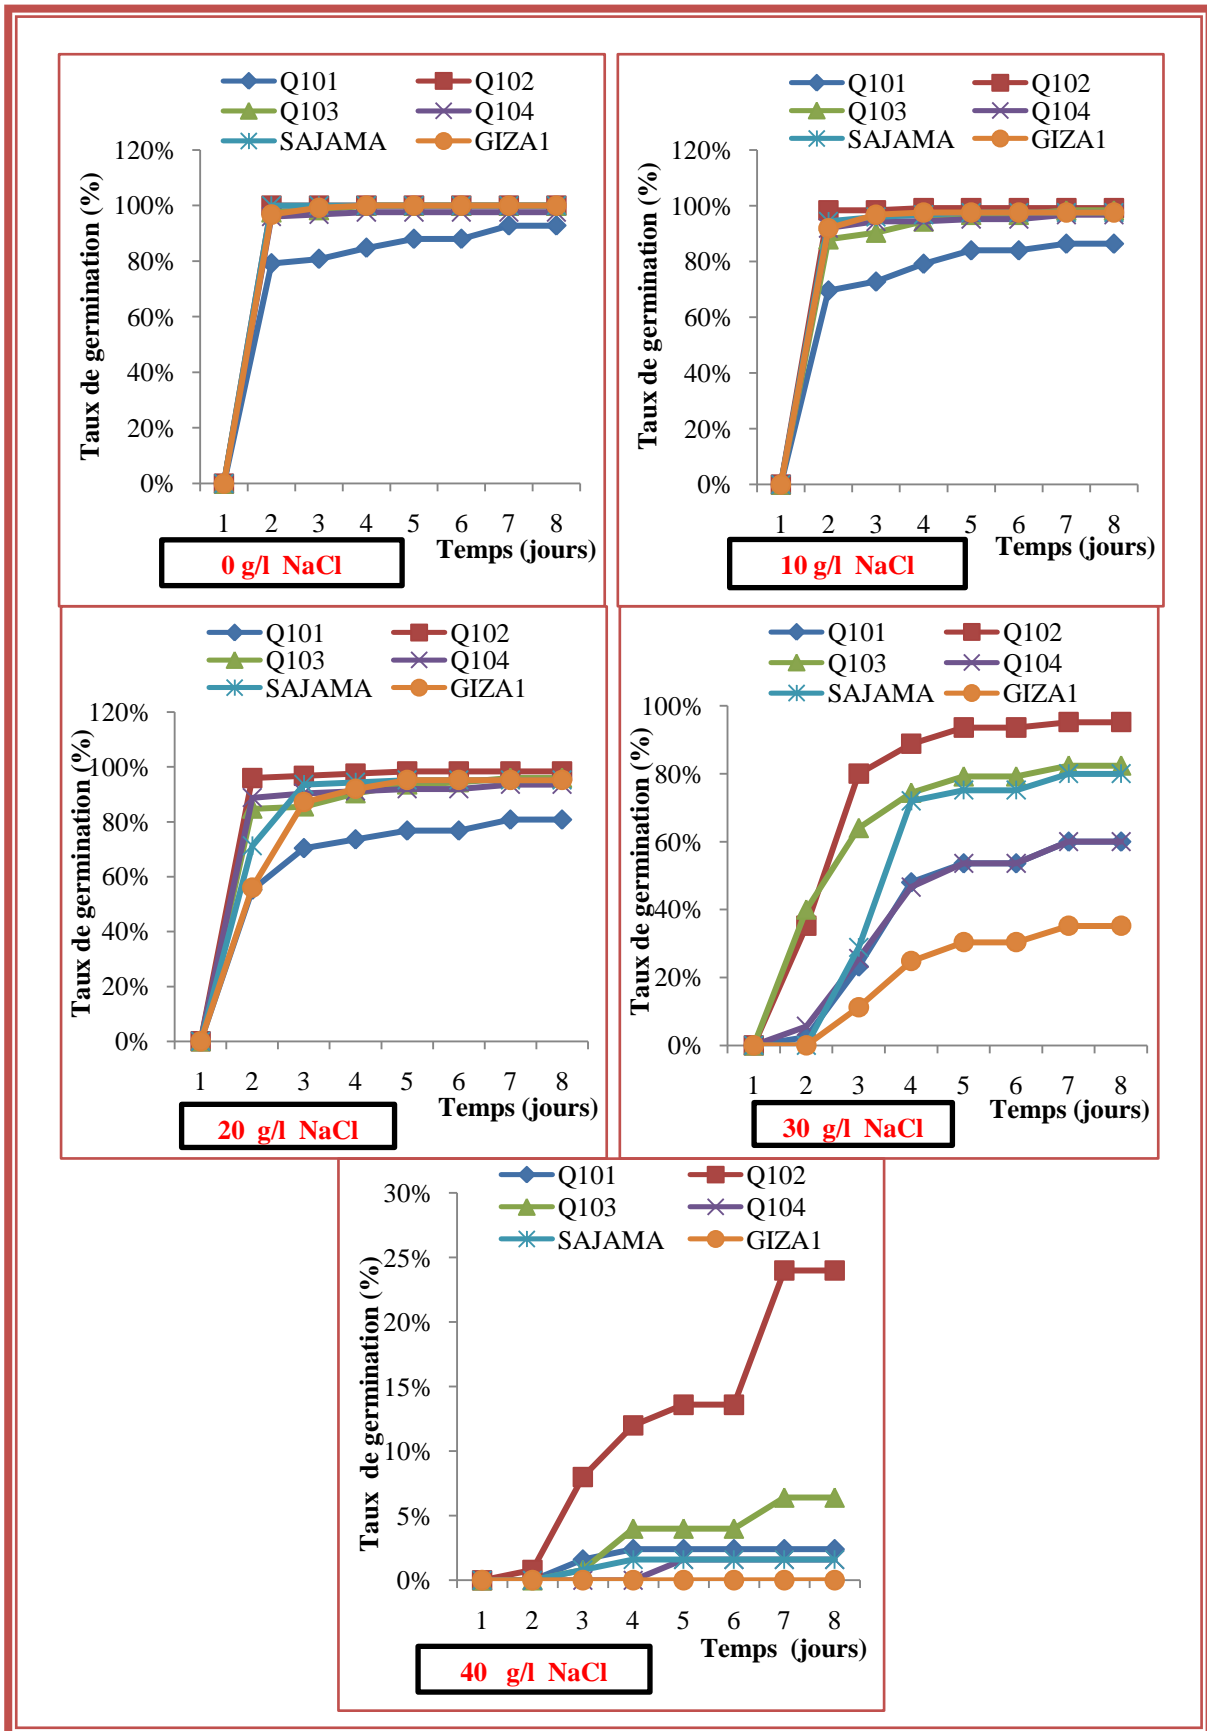 Q101 Q102
Q103 Q104
SAJAMA GIZA1
Taux de germination (%)
120%
100%
80%
60%
40%
20%
0%
1 2 3 4 5 6 7 8
Temps (jours)
0 g/l NaCl
Q101 Q102
Q103 Q104
SAJAMA GIZA1
Taux de germination (%)
120%
100%
80%
60%
40%
20%
0%
1 2 3 4 5 6 7 8
Temps (jours)
10 g/l NaCl
Q101 Q102
Q103 Q104
SAJAMA GIZA1
Taux de germination (%)
120%
100%
80%
60%
40%
20%
0%
1 2 3 4 5 6 7 8
Temps (jours)
20 g/l NaCl
Q101 Q102
Q103 Q104
SAJAMA GIZA1
Taux de germination (%)
100%
80%
60%
40%
20%
0%
1 2 3 4 5 6 7 8
Temps (jours)
30 g/l NaCl
Q101 Q102
Q103 Q104
SAJAMA GIZA1
Taux de germination (%)
30%
25%
20%
15%
10%
5%
0%
1 2 3 4 5 6 7 8
Temps (jours)
40 g/l NaCl